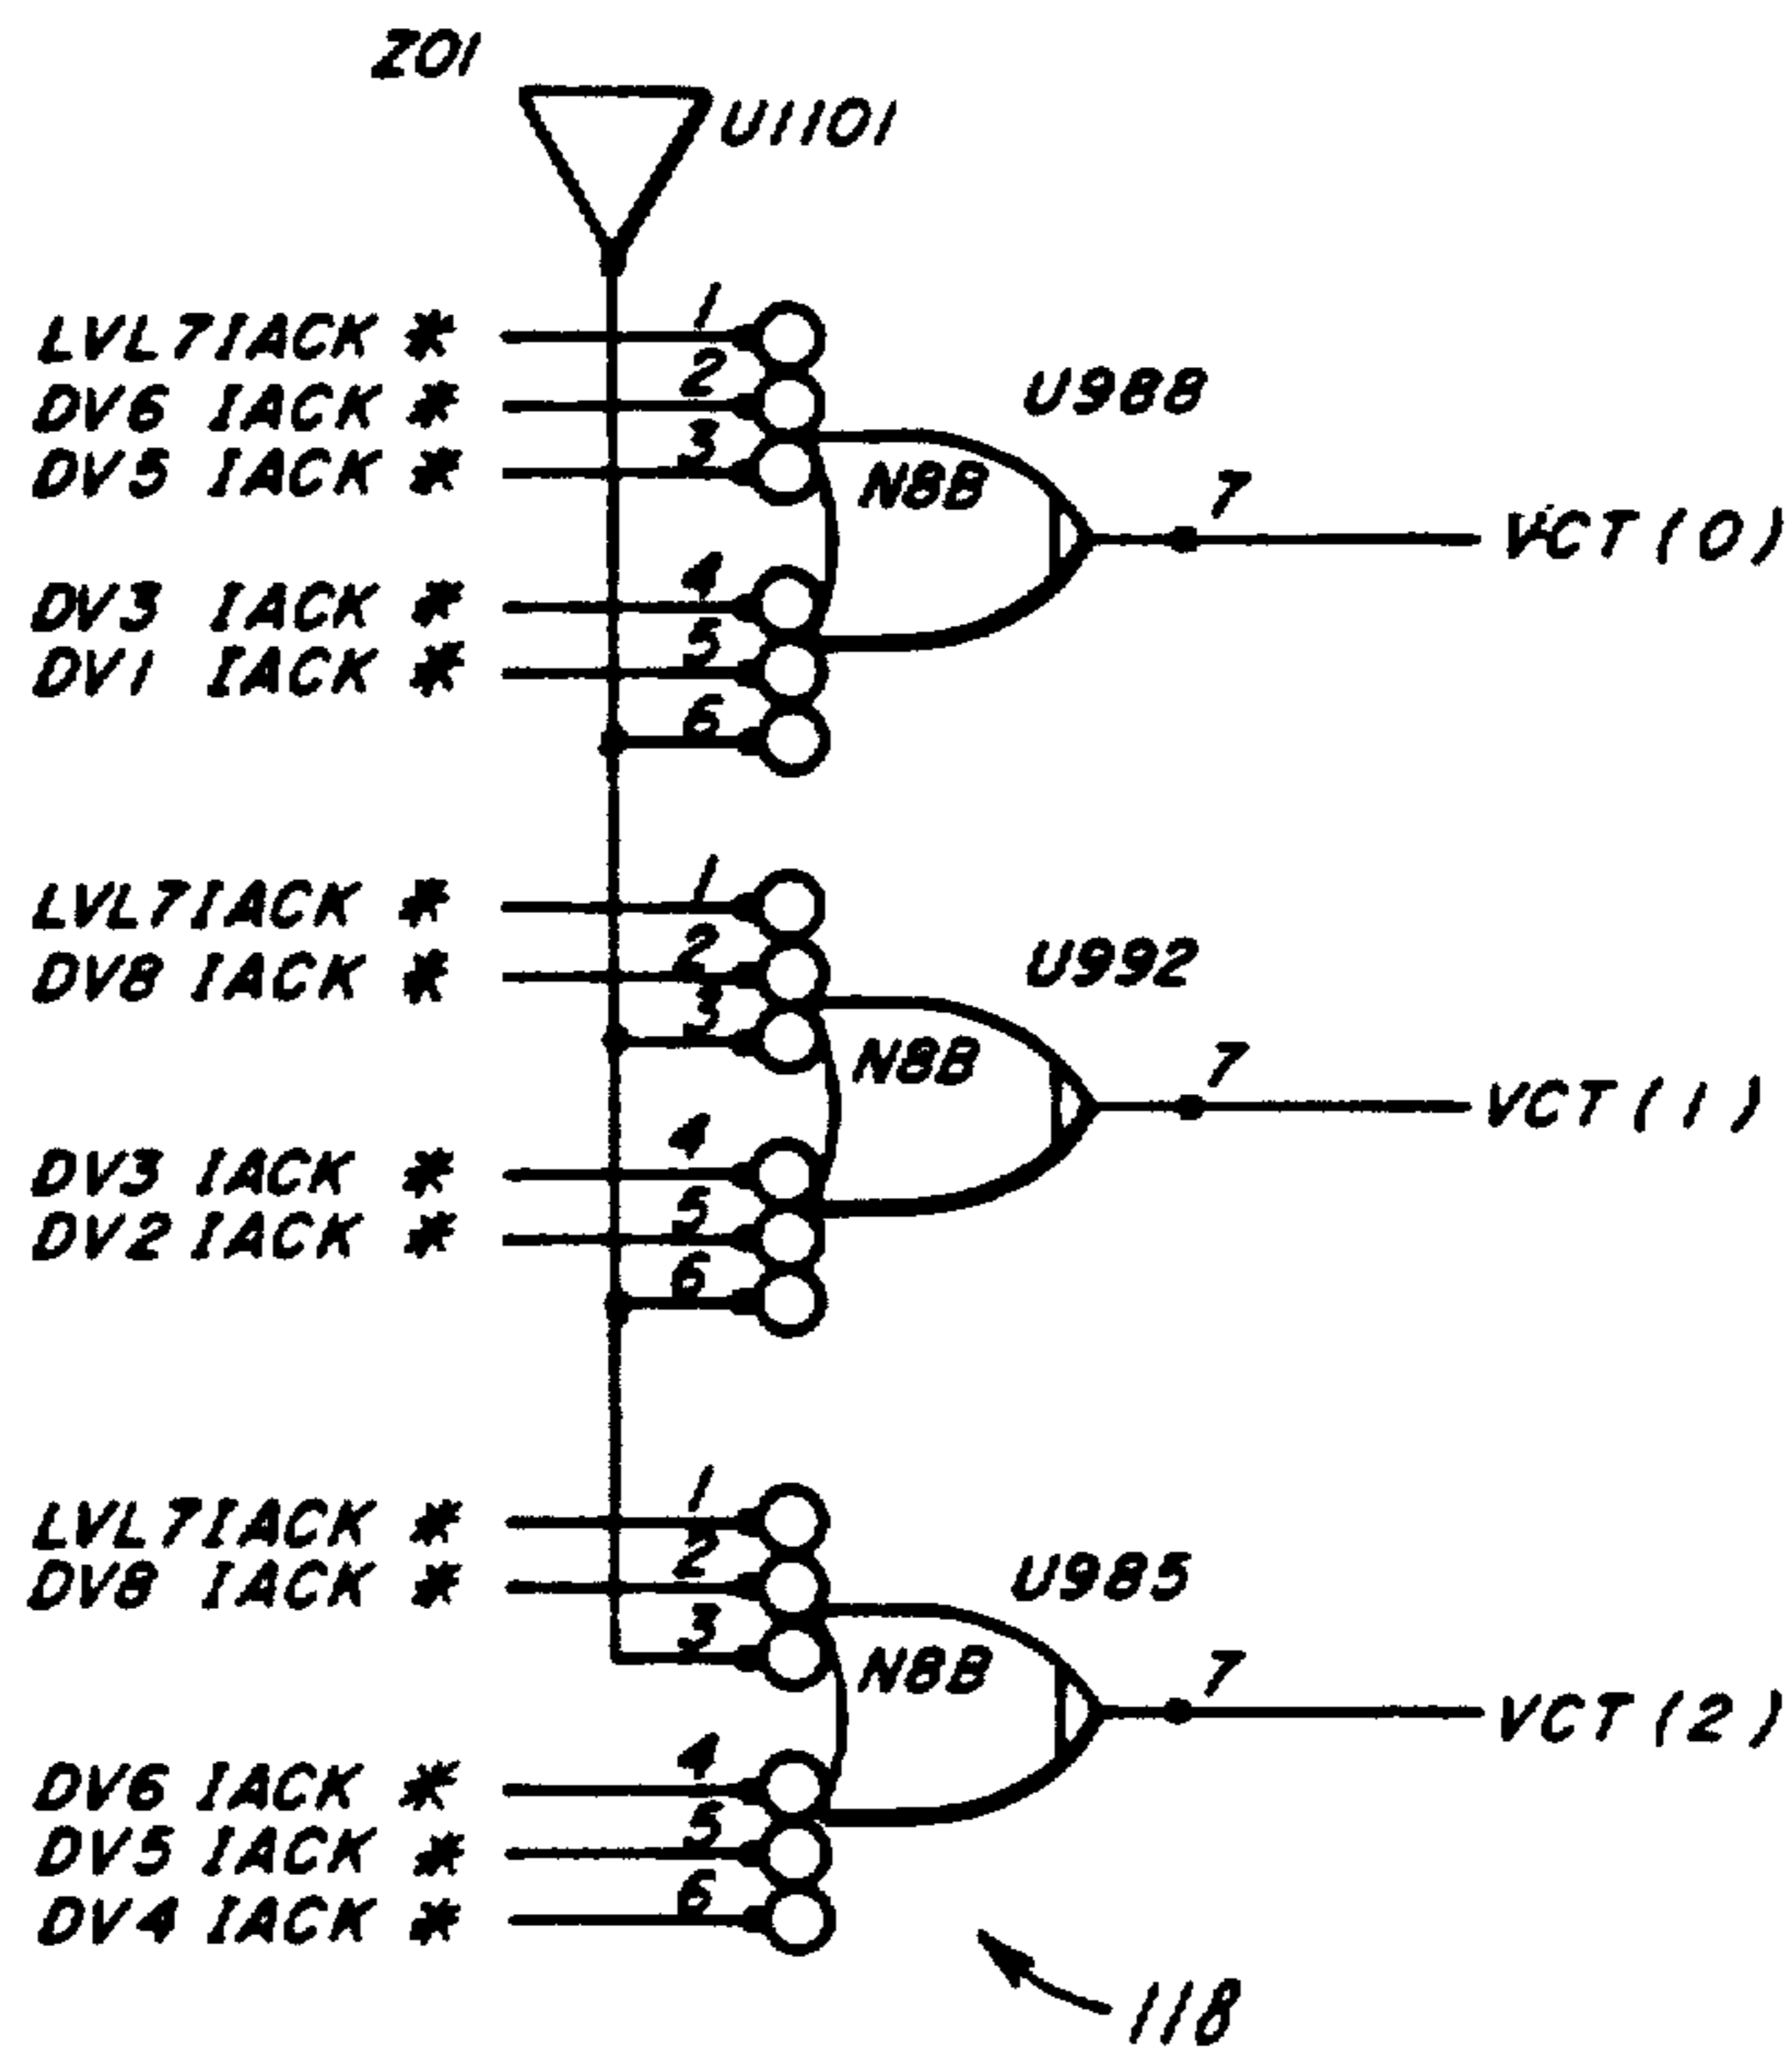 Z01
U1101
LVL7IACK * 1
DV6 IACK * 2
U988
DV5 IACK * 3
N8B
7
VCT(0)
DV3 IACK * 4
DV1 IACK * 5
6
LVL7IACK * 1
DV8 IACK * 2
U992
3
N8B
7
VCT(1)
DV3 IACK * 4
DV2 IACK * 5
6
LVL7IACK * 1
DV8 IACK * 2
U985
3
N8B
7
VCT(2)
DV6 IACK * 4
DV5 IACK * 5
DV4 IACK * 6
118